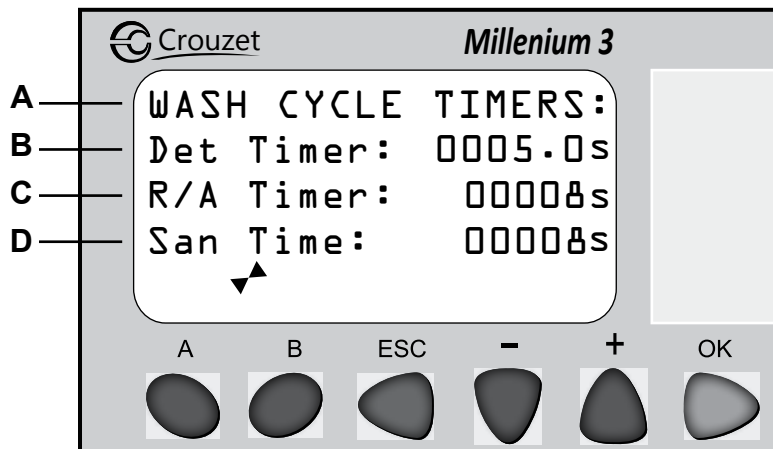 Crouzet Millenium 3
A WASH CYCLE TIMERS:
B Det Timer: 0005.0s
C R/A Timer: 00008s
D San Time: 00008s
A B ESC - + OK